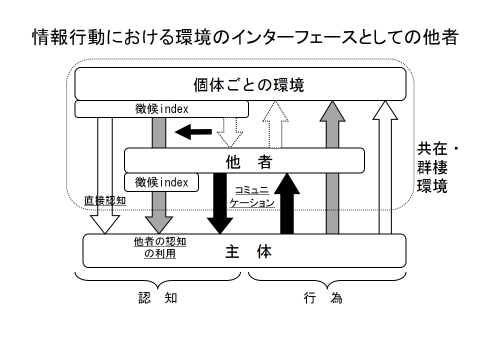 情報行動における環境のインターフェースとしての他者
個体ごとの環境
徴候index
他　者
共在・
群棲
環境
徴候index
コミュニ
ケーション
直接認知
他者の認知
の利用
主　体
認　知
行　為